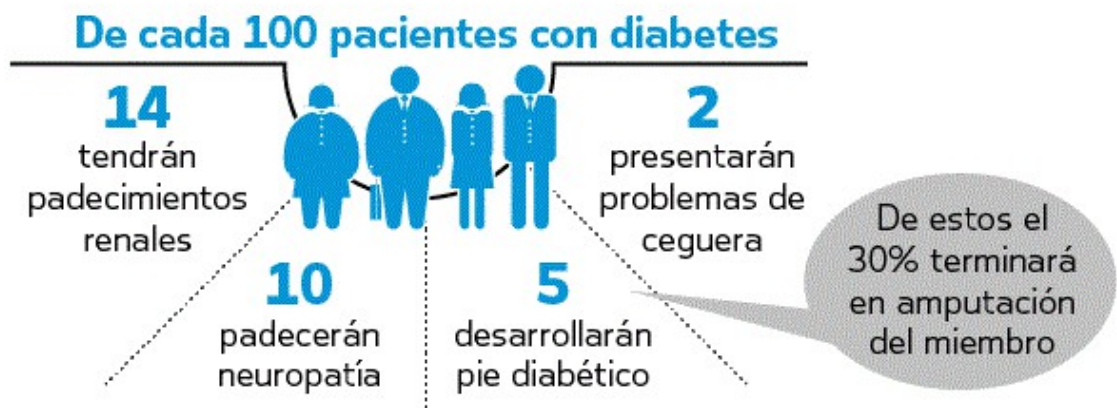 De cada 100 pacientes con diabetes
14
tendrán
padecimientos
renales
10
padecerán
neuropatía
5
desarrollarán
pie diabético
2
presentarán
problemas de
ceguera
De estos el
30% terminará
en amputación
del miembro